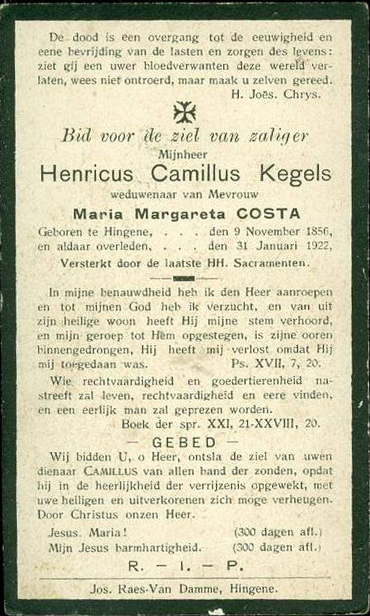 De dood is een overgang tot de eeuwigheid en
eene bevrijding van de lasten en zorgen des levens:
ziet gij een uwer bloedverwanten deze wereld ver-
laten, wees niet ontroerd, maar maak u zelven gereed.
H. Joës. Chrys.
Bid voor de ziel van zaliger
Mijnheer
Henricus Camillus Kegels
weduwenaar van Mevrouw
Maria Margareta COSTA
Geboren te Hingene, . . . den 9 November 1856,
en aldaar overleden, . . . den 31 Januari 1922,
Versterkt door de laatste HH. Sacramenten.
In mijne benauwdheid heb ik den Heer aanroepen
en tot mijnen God heb ik verzucht, en van uit
zijn heilige woon heeft Hij mijne stem verhoord,
en mijn geroep tot Hem opgestegen, is zijne ooren
binnengedrongen, Hij heeft mij verlost omdat Hij
mij toegedaan was. Ps. XVII, 7, 20.
Wie rechtvaardigheid en goedertierenheid na-
streeft zal leven, rechtvaardigheid en eere vinden,
en een eerlijk man zal geprezen worden.
Boek der spr. XXI, 21-XXVIII, 20.
— GEBED —
Wij bidden U, o Heer, ontsla de ziel van uwen
dienaar CAMILLUS van allen band der zonden, opdat
hij in de heerlijkheid der verrijzenis opgewekt, met
uwe heiligen en uitverkorenen zich moge verheugen.
Door Christus onzen Heer.
Jesus. Maria! (300 dagen afl.)
Mijn Jesus barmhartigheid. (300 dagen afl.)
R. - I. - P.
Jos. Raes-Van Damme, Hingene.